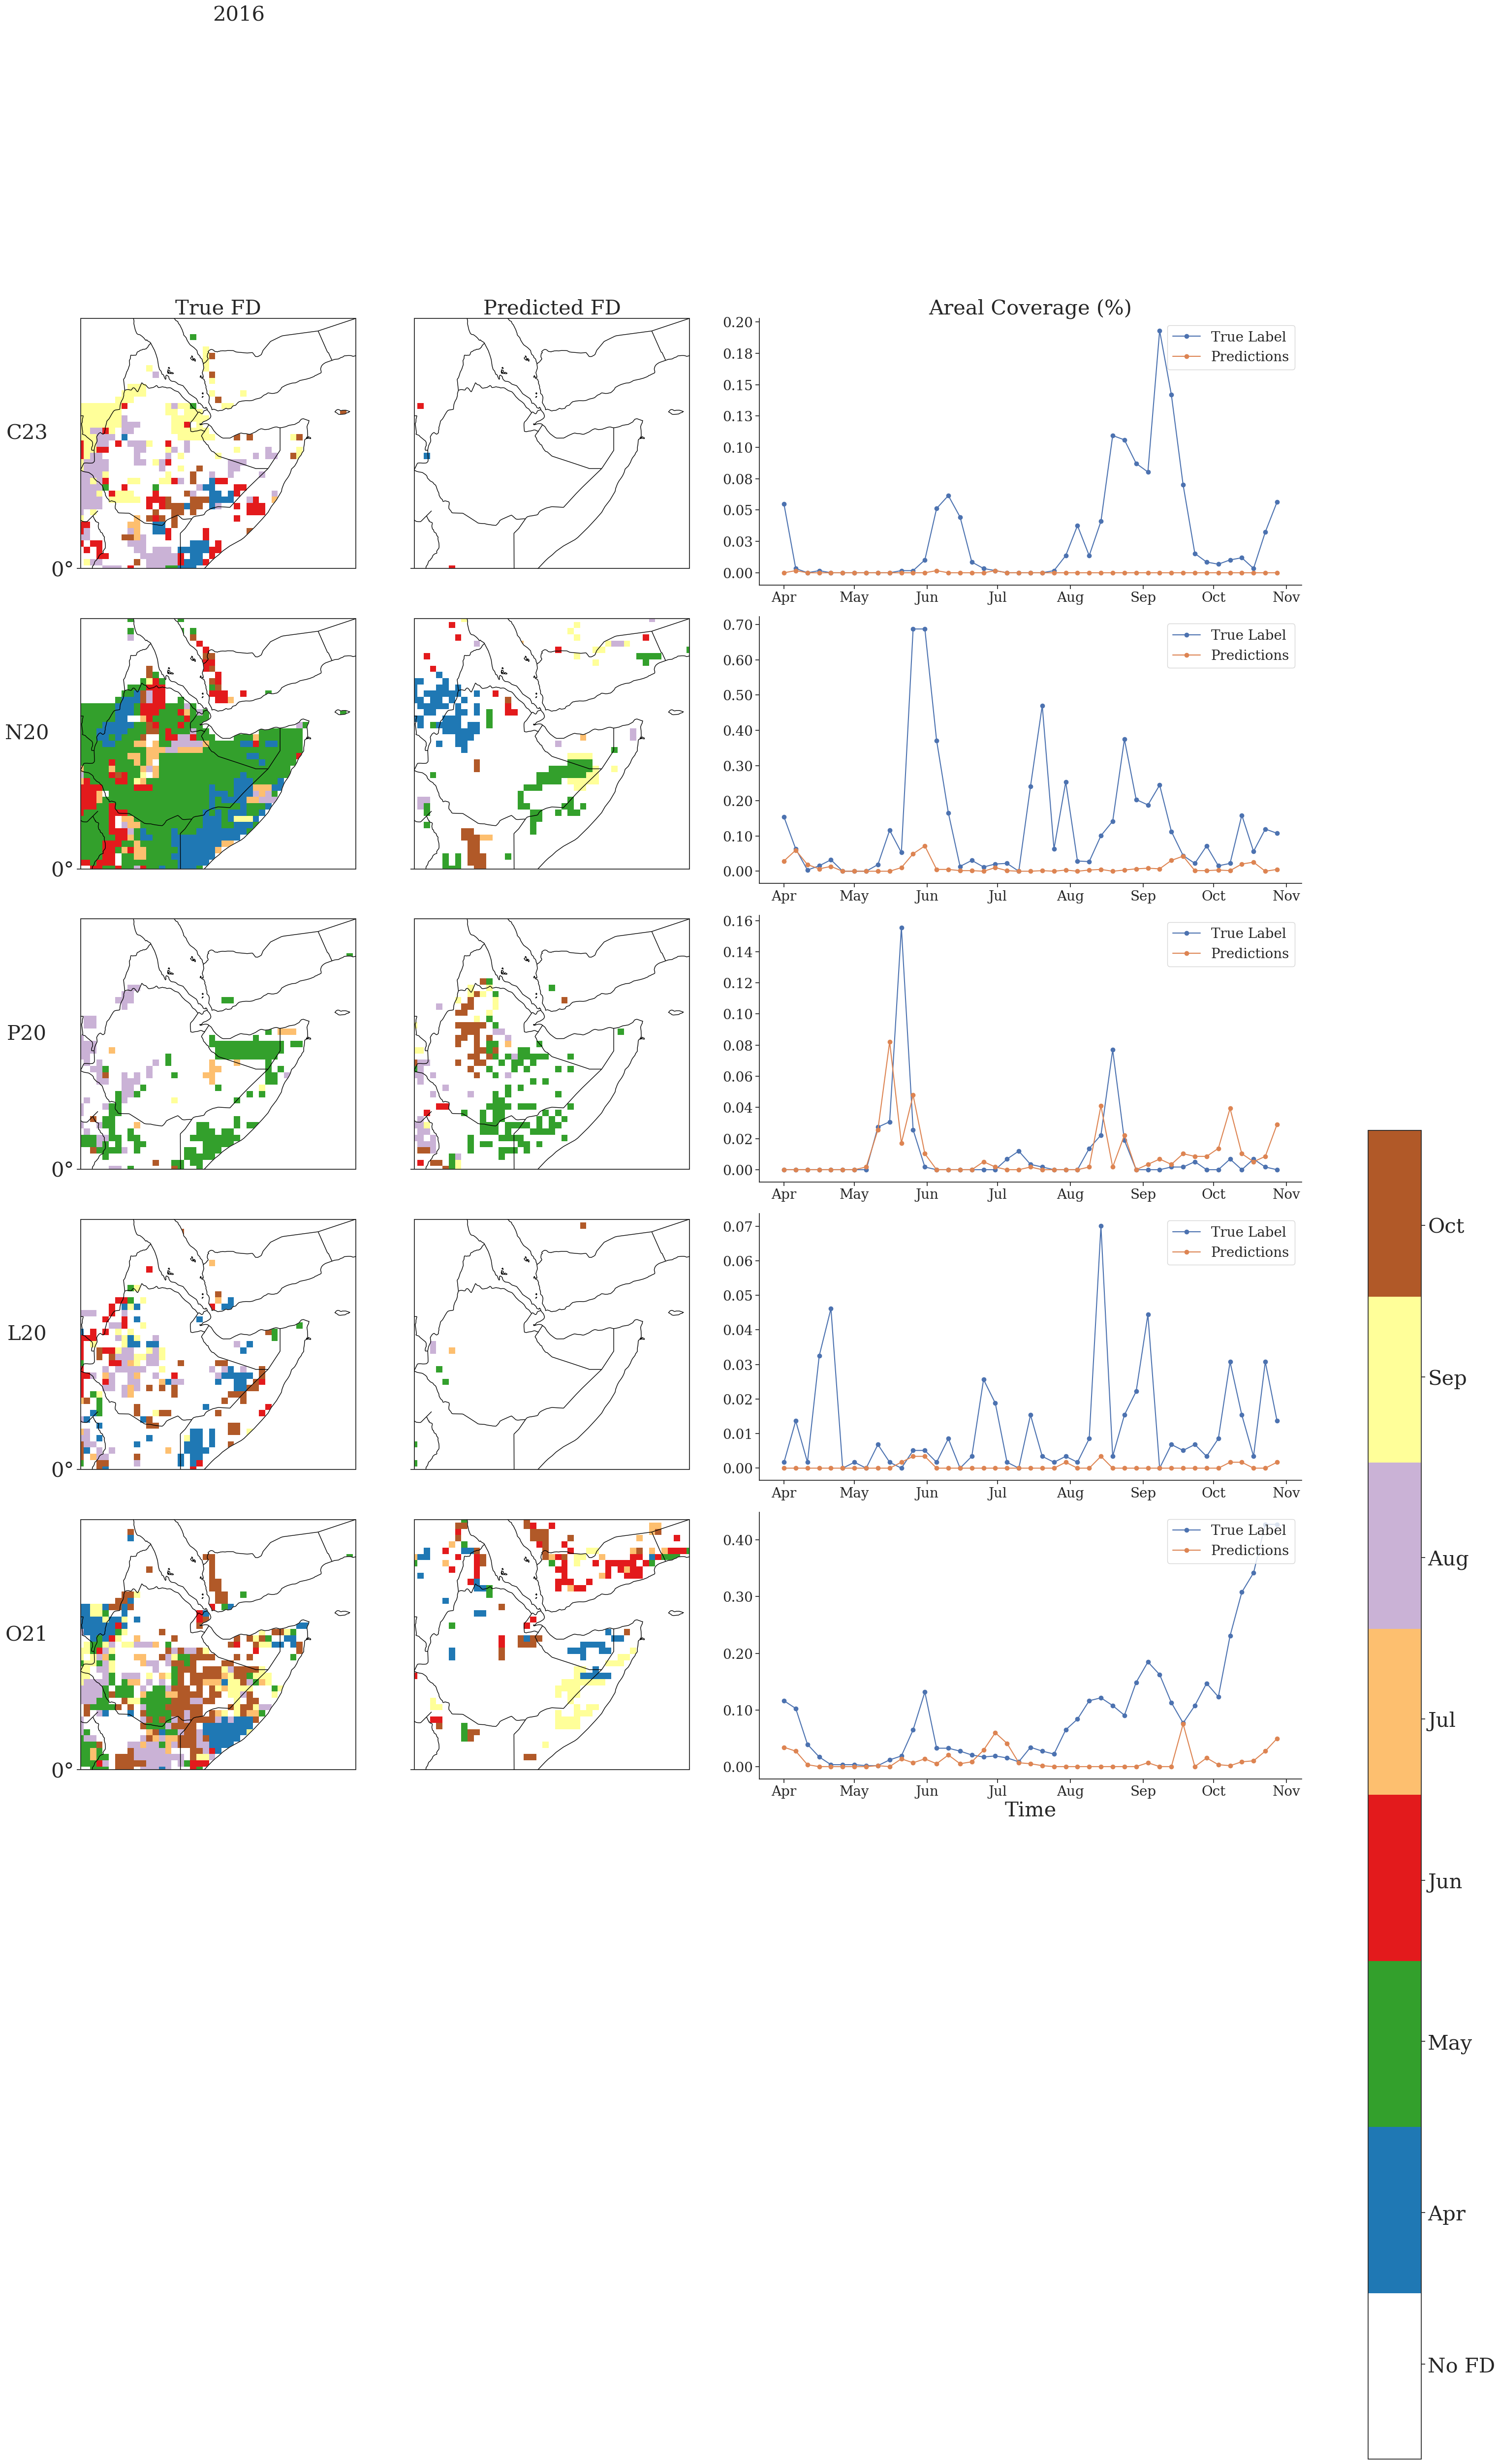 2016
True FD
Predicted FD
Areal Coverage (%)
C23
0°
0.20
0.18
0.15
0.13
0.10
0.08
0.05
0.03
0.00
True Label
Predictions
Apr May Jun Jul Aug Sep Oct Nov
N20
0°
0.70
0.60
0.50
0.40
0.30
0.20
0.10
0.00
True Label
Predictions
Apr May Jun Jul Aug Sep Oct Nov
P20
0°
0.16
0.14
0.12
0.10
0.08
0.06
0.04
0.02
0.00
True Label
Predictions
Apr May Jun Jul Aug Sep Oct Nov
L20
0°
0.07
0.06
0.05
0.04
0.03
0.02
0.01
0.00
True Label
Predictions
Apr May Jun Jul Aug Sep Oct Nov
O21
0°
0.40
0.30
0.20
0.10
0.00
True Label
Predictions
Apr May Jun Jul Aug Sep Oct Nov
Time
Oct
Sep
Aug
Jul
Jun
May
Apr
No FD